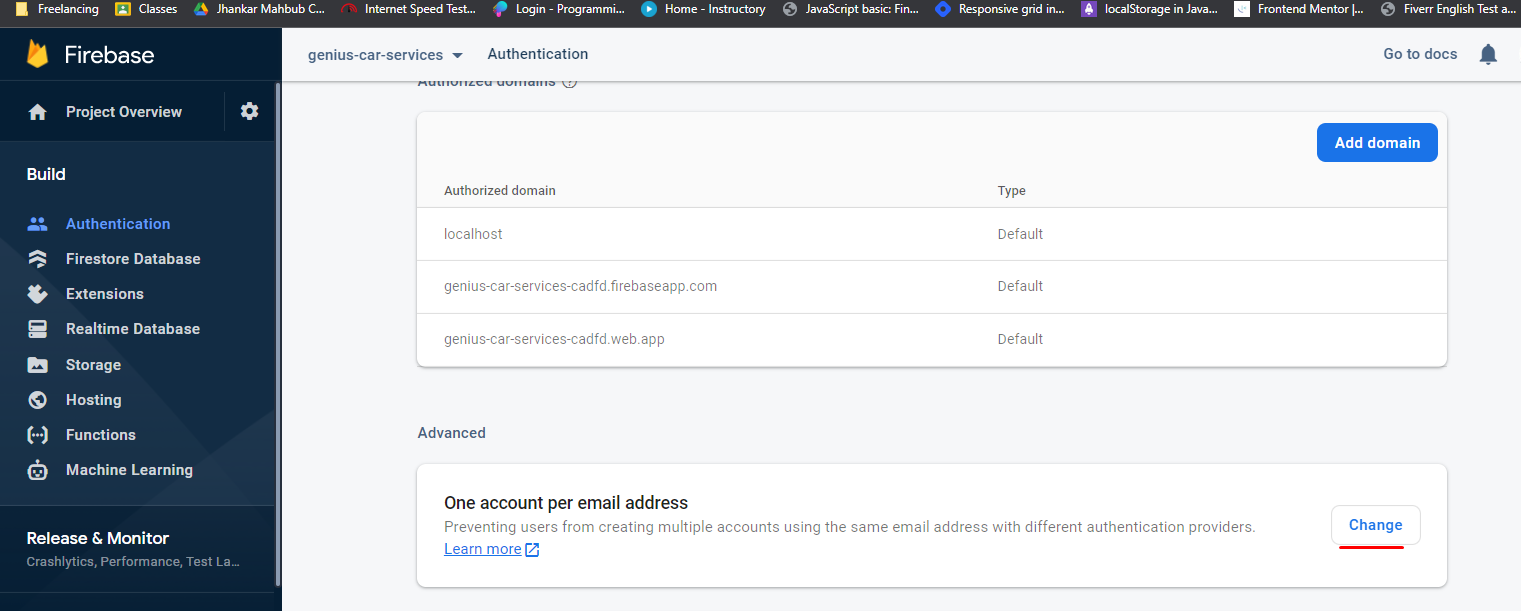 Freelancing Classes Jhankar Mahbub C... Internet Speed Test... Login - Programmi... Home - Instructory JavaScript basic: Fin... Responsive grid in... localStorage in Java... Frontend Mentor |... Fiverr English Test a...
Firebase
genius-car-services Authentication Go to docs
Project Overview
Build
Authentication
Firestore Database
Extensions
Realtime Database
Storage
Hosting
Functions
Machine Learning
Release & Monitor
Crashlytics, Performance, Test La...
Authorized domains
Add domain
Authorized domain Type
localhost Default
genius-car-services-cadfd.firebaseapp.com Default
genius-car-services-cadfd.web.app Default
Advanced
One account per email address
Preventing users from creating multiple accounts using the same email address with different authentication providers.
Learn more
Change